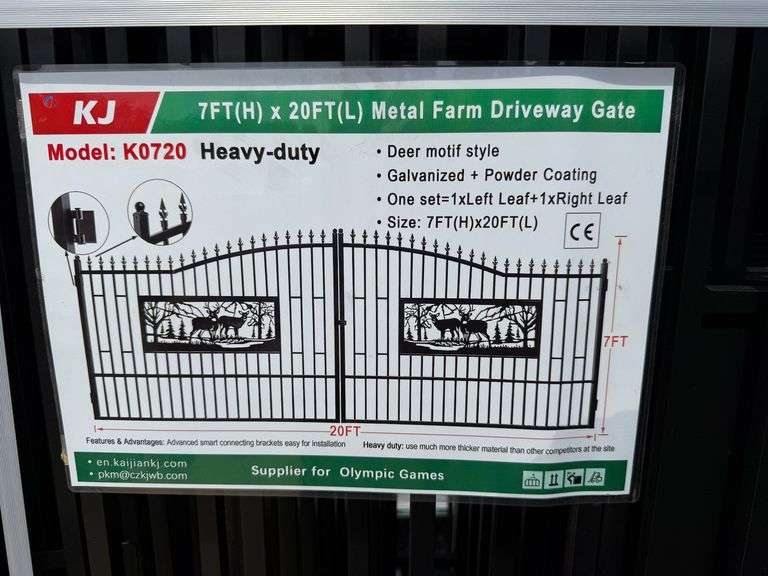 KJ
7FT(H) x 20FT(L) Metal Farm Driveway Gate
Model: K0720 Heavy-duty
• Deer motif style
• Galvanized + Powder Coating
• One set=1xLeft Leaf+1xRight Leaf
• Size: 7FT(H)x20FT(L)
CE
7FT
20FT
Features & Advantages: Advanced smart connecting brackets easy for installation
Heavy duty: use much more thicker material than other competitors at the site
• en.kaijiankj.com
• pkm@czkjwb.com
Supplier for Olympic Games